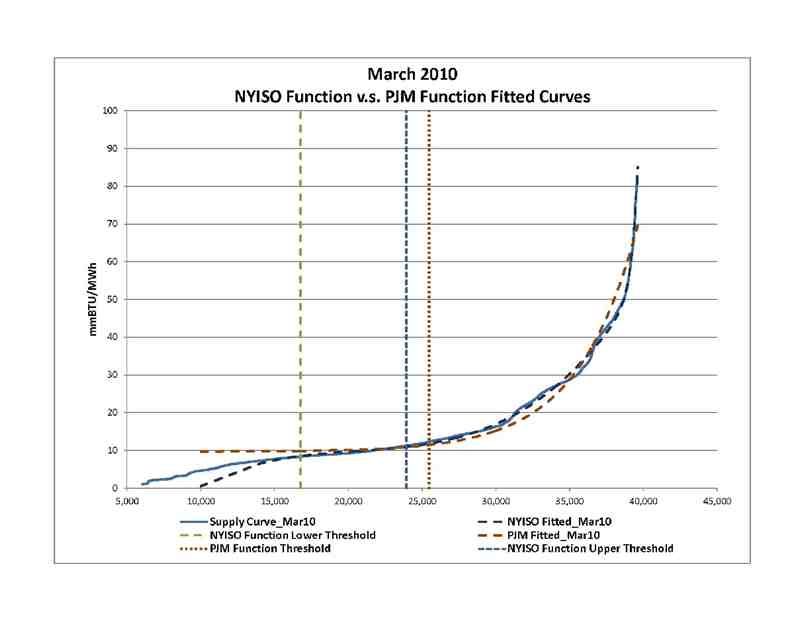 March 2010
NYISO Function v.s. PJM Function Fitted Curves
100
90
80
70
60
50
40
30
20
10
0
mmBTU/MWh
5,000 10,000 15,000 20,000 25,000 30,000 35,000 40,000 45,000
Supply Curve_Mar10 NYISO Fitted_Mar10
NYISO Function Lower Threshold PJM Fitted_Mar10
PJM Function Threshold NYISO Function Upper Threshold